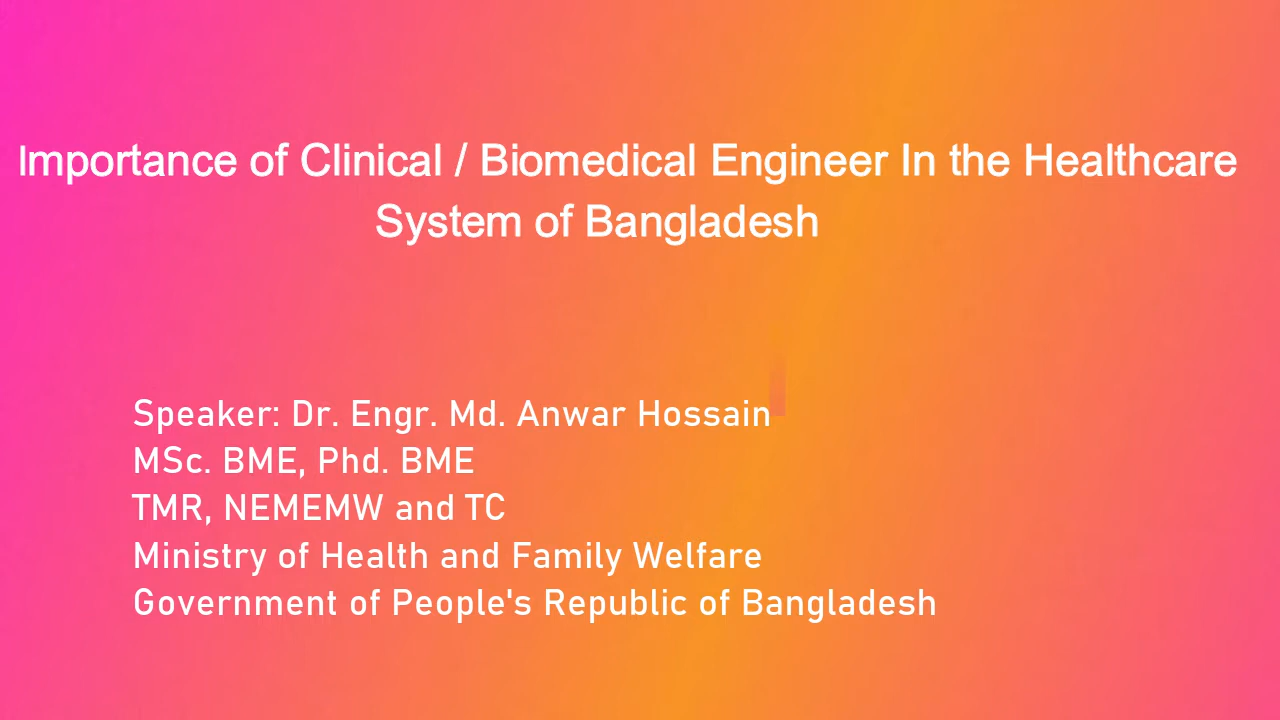 Importance of Clinical / Biomedical Engineer In the Healthcare
System of Bangladesh
Speaker: Dr. Engr. Md. Anwar Hossain
MSc. BME, Phd. BME
TMR, NEMEMW and TC
Ministry of Health and Family Welfare
Government of People's Republic of Bangladesh